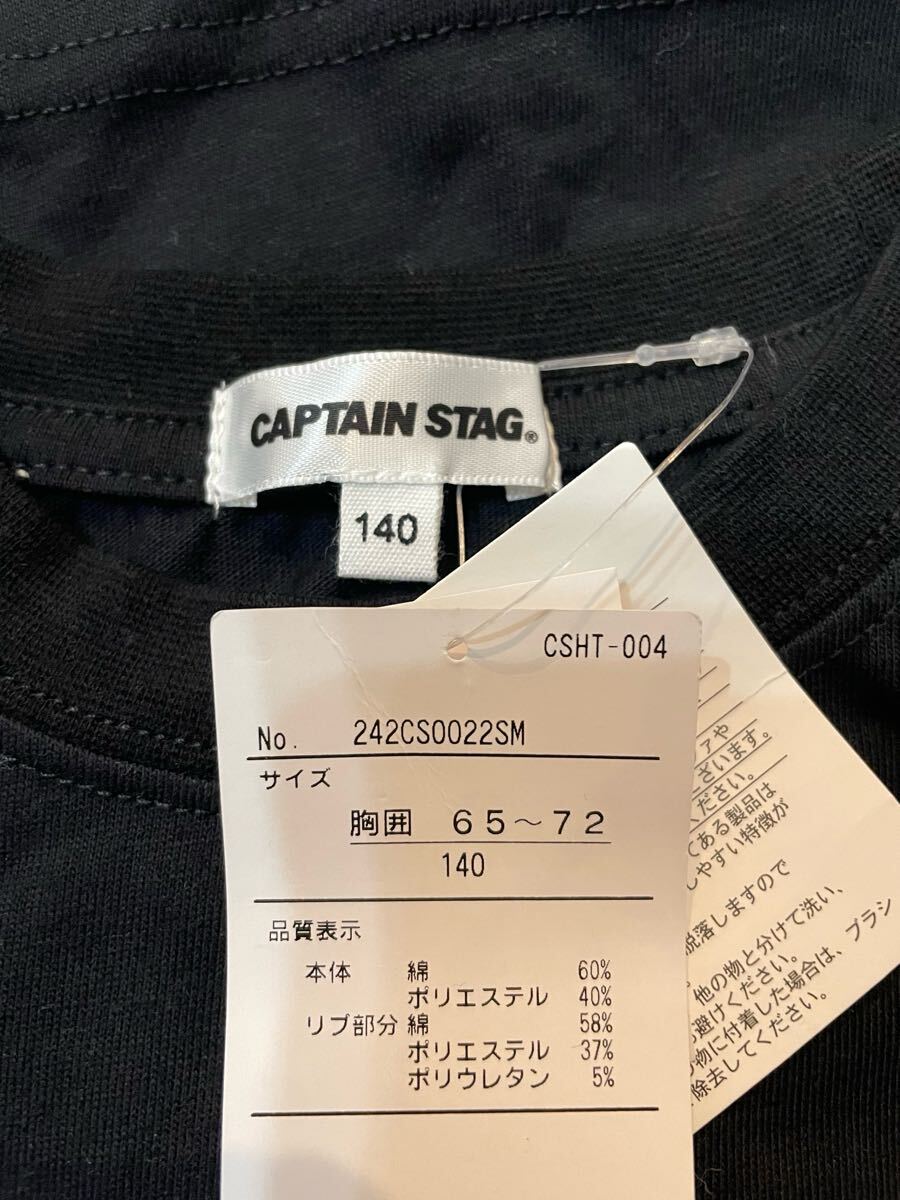 CAPTAIN STAG®
140
CSHT-004
No. 242CS0022SM
サイズ
胸囲 65~72
140
品質表示
本体 綿 60%
ポリエステル 40%
リブ部分 綿 58%
ポリエステル 37%
ポリウレタン 5%
ァや
ざいます。
ください。
てある製品は
しやすい特徴が
脱落しますので
他の物と分けて洗い、
避けください。
物に付着した場合は、ブラシ
除去してください。